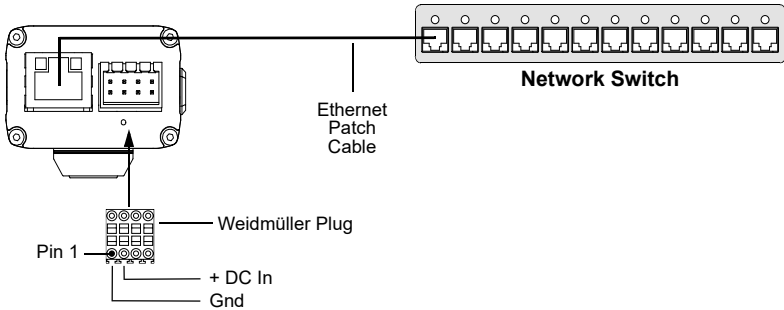 Network Switch
Ethernet
Patch
Cable
Weidmüller Plug
Pin 1
+ DC In
Gnd